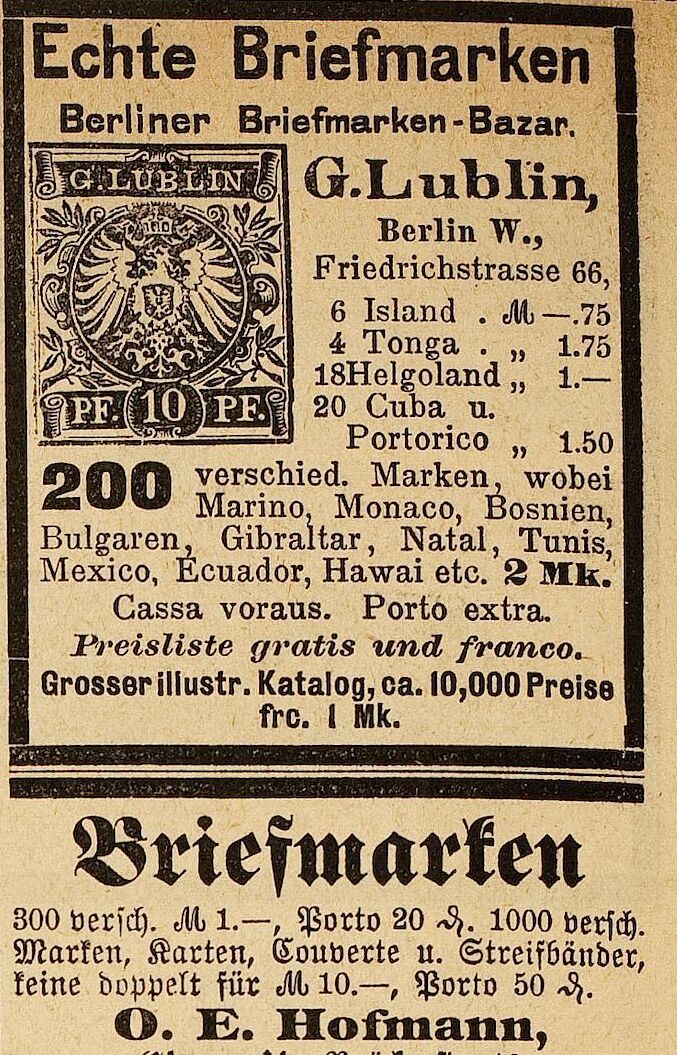 Echte Briefmarken
Berliner Briefmarken-Bazar.
G. LUBLIN
PF. 10 PF.
G. Lublin,
Berlin W.,
Friedrichstrasse 66,
6 Island . ℳ —.75
4 Tonga . „ 1.75
18 Helgoland „ 1.—
20 Cuba u.
Portorico „ 1.50
200 verschied. Marken, wobei
Marino, Monaco, Bosnien,
Bulgaren, Gibraltar, Natal, Tunis,
Mexico, Ecuador, Hawai etc. 2 Mk.
Cassa voraus. Porto extra.
Preisliste gratis und franco.
Grosser illustr. Katalog, ca. 10,000 Preise
frc. 1 Mk.
Briefmarken
300 versch. ℳ 1.—, Porto 20 ₰. 1000 versch.
Marken, Karten, Couverte u. Streifbänder,
keine doppelt für ℳ 10.—, Porto 50 ₰.
O. E. Hofmann,